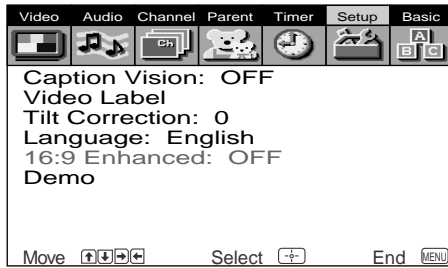 Video Audio Channel Parent Timer Setup Basic
Ch A B C
Caption Vision: OFF
Video Label
Tilt Correction: 0
Language: English
16:9 Enhanced: OFF
Demo
Move Select End MENU